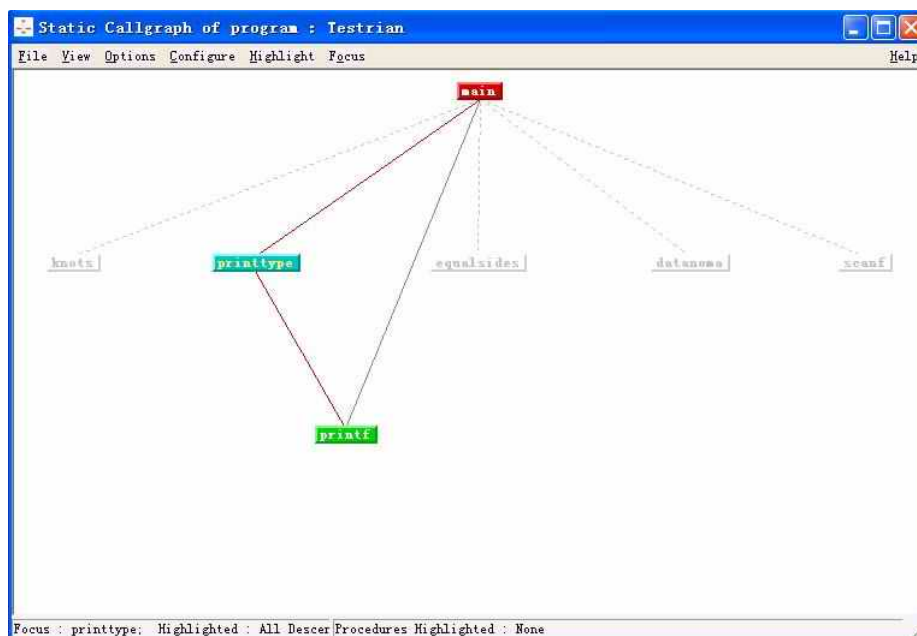 Static Callgraph of program : Testrian
File View Options Configure Highlight Focus Help
main
knotx printtype equalsides datanoma scanf
printf
Focus : printtype; Highlighted : All Descer Procedures Highlighted : None